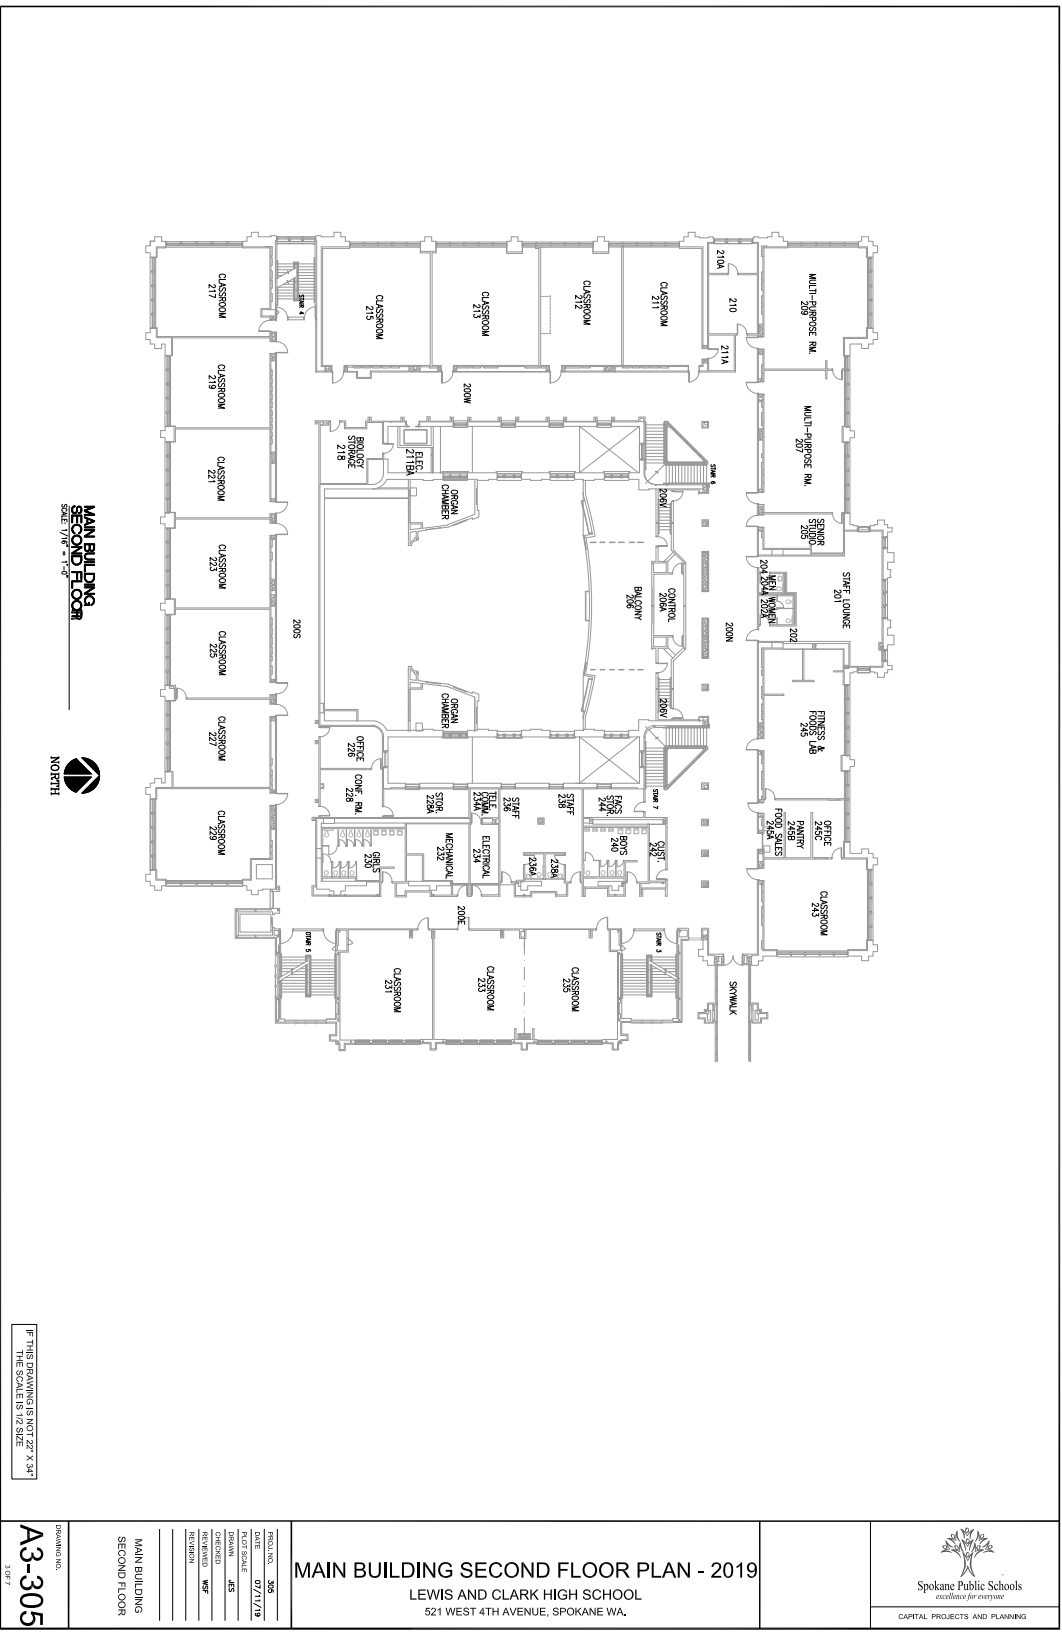 CLASSROOM
217
STAIR 4
CLASSROOM
215
CLASSROOM
213
CLASSROOM
212
CLASSROOM
211
210A
210
211A
MULTI-PURPOSE RM.
209
CLASSROOM
219
200W
MULTI-PURPOSE RM.
207
BIOLOGY
STORAGE
218
ELEC.
211BA
STAIR 6
CLASSROOM
221
ORGAN
CHAMBER
206V
SENIOR
STUDIO
205
CLASSROOM
223
STAFF LOUNGE
201
204
MEN
204A
WOMEN
202A
202
BALCONY
206
CONTROL
206A
200N
200S
CLASSROOM
225
ORGAN
CHAMBER
206V
CLASSROOM
227
OFFICE
226
FITNESS &
FOODS LAB
245
CONF. RM.
228
STOR.
228A
TELE.
COMM.
234A
STAFF
236
STAFF
238
FACS
STOR.
244
STAIR 7
CLASSROOM
229
GIRLS
230
MECHANICAL
232
ELECTRICAL
234
236A
238A
BOYS
240
CUST.
242
FOOD SALES
245A
PANTRY
245B
OFFICE
245C
CLASSROOM
243
200E
STAIR 5
CLASSROOM
231
CLASSROOM
233
CLASSROOM
235
STAIR 3
SKYWALK
MAIN BUILDING
SECOND FLOOR
SCALE: 1/16" = 1'-0"
NORTH
IF THIS DRAWING IS NOT 22" X 34"
THE SCALE IS 1/2 SIZE
DRAWING NO.
A3-305
3 OF 7
MAIN BUILDING
SECOND FLOOR
PROJ. NO. 305
DATE 07/11/19
PLOT SCALE
DRAWN JES
CHECKED
REVIEWED WSF
REVISION
MAIN BUILDING SECOND FLOOR PLAN - 2019
LEWIS AND CLARK HIGH SCHOOL
521 WEST 4TH AVENUE, SPOKANE WA.
Spokane Public Schools
excellence for everyone
CAPITAL PROJECTS AND PLANNING